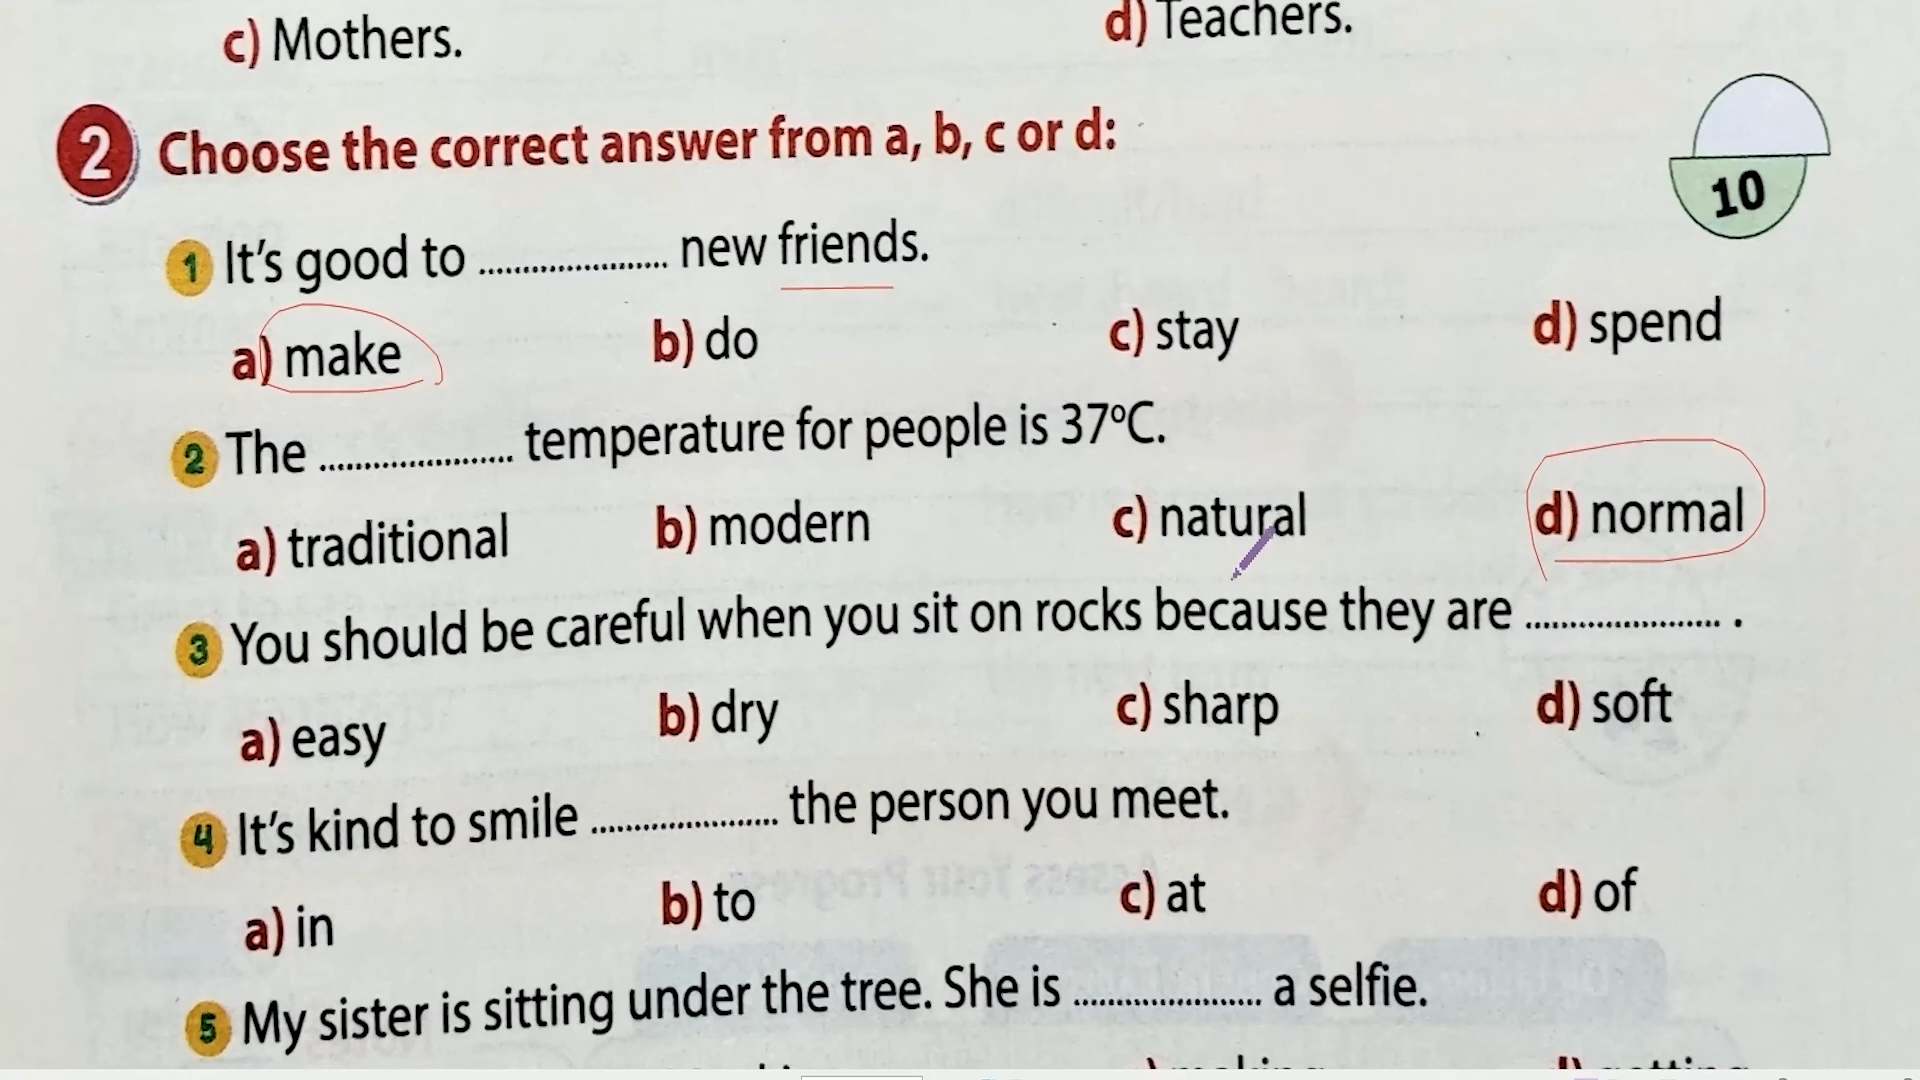 c) Mothers.
d) Teachers.
2 Choose the correct answer from a, b, c or d:
10
1 It's good to ..................... new friends.
a) make b) do c) stay d) spend
2 The ..................... temperature for people is 37ºC.
a) traditional b) modern c) natural d) normal
3 You should be careful when you sit on rocks because they are ..................... .
a) easy b) dry c) sharp d) soft
4 It's kind to smile ..................... the person you meet.
a) in b) to c) at d) of
5 My sister is sitting under the tree. She is ..................... a selfie.